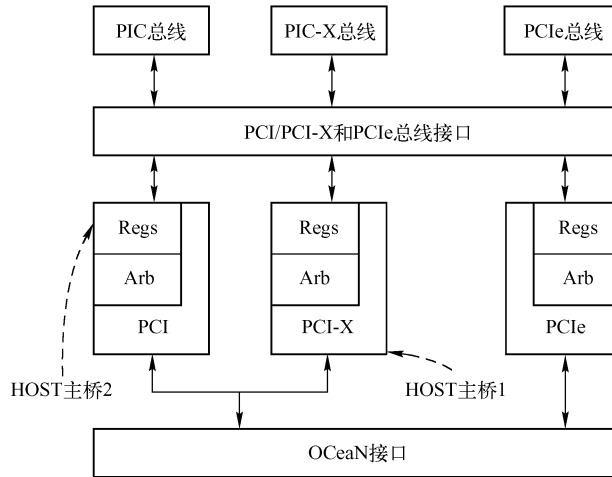 PIC总线 PIC-X总线 PCIe总线
PCI/PCI-X和PCIe总线接口
Regs Regs Regs
Arb Arb Arb
PCI PCI-X PCIe
HOST主桥2 HOST主桥1
OCeaN接口